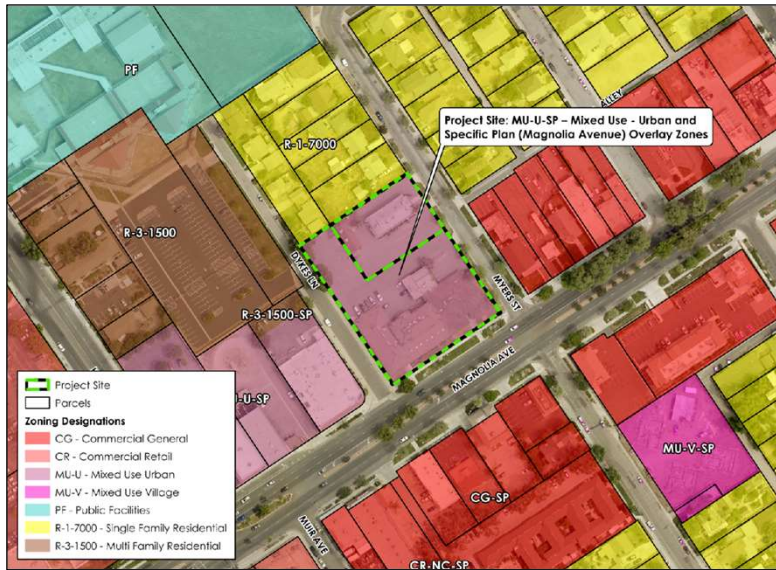 PF
ALLEY
Project Site: MU-U-SP – Mixed Use - Urban and
Specific Plan (Magnolia Avenue) Overlay Zones
R-1-7000
R-3-1500
DYKES LN
MYERS ST
R-3-1500-SP
MAGNOLIA AVE
U-SP
MU-V-SP
CG-SP
MUIR AVE
CR-NC-SP
Project Site
Parcels
Zoning Designations
CG - Commercial General
CR - Commercial Retail
MU-U - Mixed Use Urban
MU-V - Mixed Use Village
PF - Public Facilities
R-1-7000 - Single Family Residential
R-3-1500 - Multi Family Residential